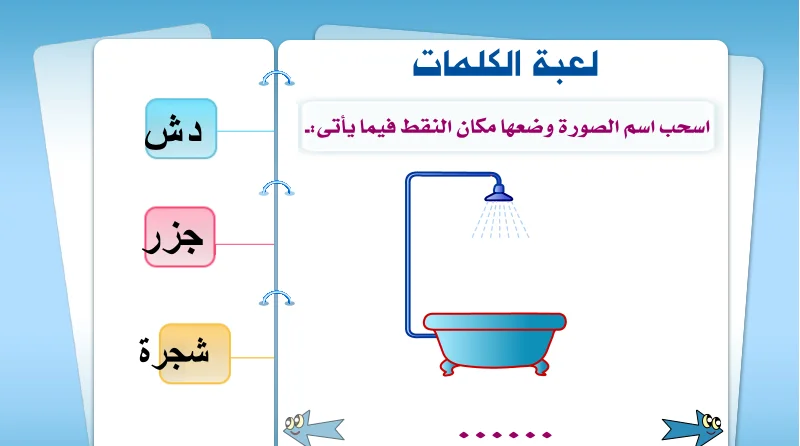 لعبة الكلمات
اسحب اسم الصورة وضعها مكان النقط فيما يأتى :ـ
دش
جزر
شجرة